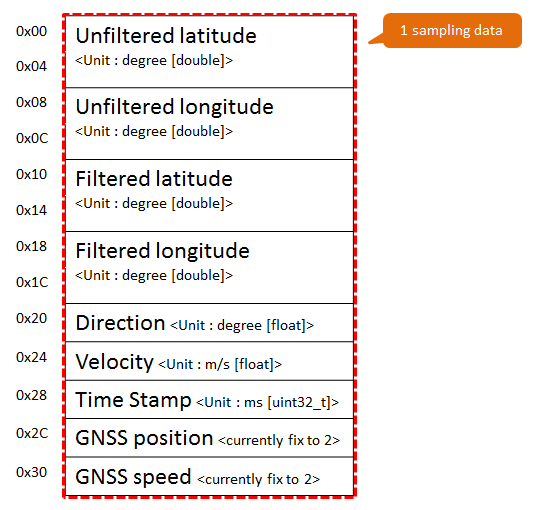 1 sampling data
0x00
Unfiltered latitude
0x04
<Unit : degree [double]>
0x08
Unfiltered longitude
0x0C
<Unit : degree [double]>
0x10
Filtered latitude
0x14
<Unit : degree [double]>
0x18
Filtered longitude
0x1C
<Unit : degree [double]>
0x20
Direction <Unit : degree [float]>
0x24
Velocity <Unit : m/s [float]>
0x28
Time Stamp <Unit : ms [uint32_t]>
0x2C
GNSS position <currently fix to 2>
0x30
GNSS speed <currently fix to 2>